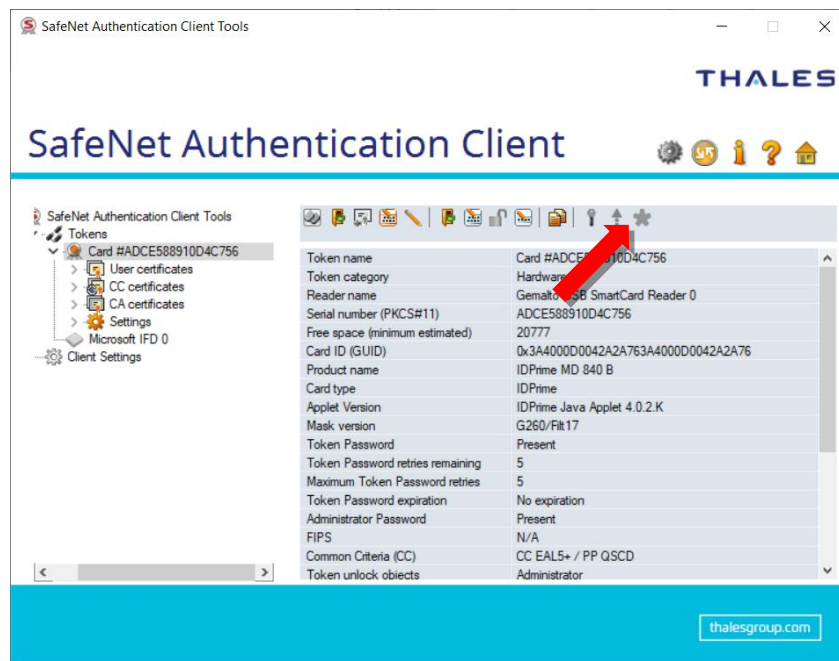 SafeNet Authentication Client Tools
THALES
SafeNet Authentication Client
SafeNet Authentication Client Tools
Tokens
Card #ADCE588910D4C756
User certificates
CC certificates
CA certificates
Settings
Microsoft IFD 0
Client Settings
Token name Card #ADCE 10D4C756
Token category Hardware
Reader name Gemalto SB SmartCard Reader 0
Serial number (PKCS#11) ADCE588910D4C756
Free space (minimum estimated) 20777
Card ID (GUID) 0x3A4000D0042A2A763A4000D0042A2A76
Product name IDPrime MD 840 B
Card type IDPrime
Applet Version IDPrime Java Applet 4.0.2.K
Mask version G260/Filt17
Token Password Present
Token Password retries remaining 5
Maximum Token Password retries 5
Token Password expiration No expiration
Administrator Password Present
FIPS N/A
Common Criteria (CC) CC EAL5+ / PP QSCD
Token unlock objects Administrator
thalesgroup.com